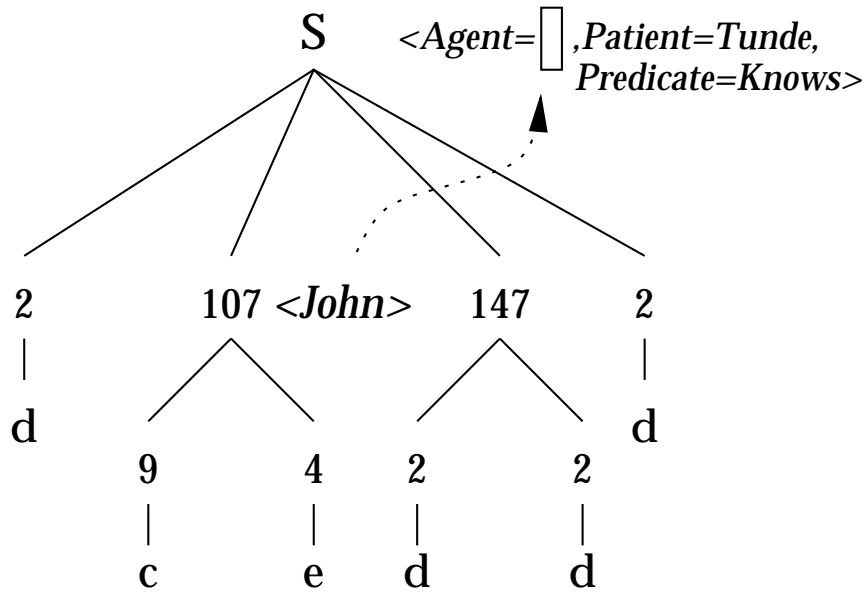 S <Agent= ,Patient=Tunde,
Predicate=Knows>
2 107 <John> 147 2
d d
9 4 2 2
c e d d